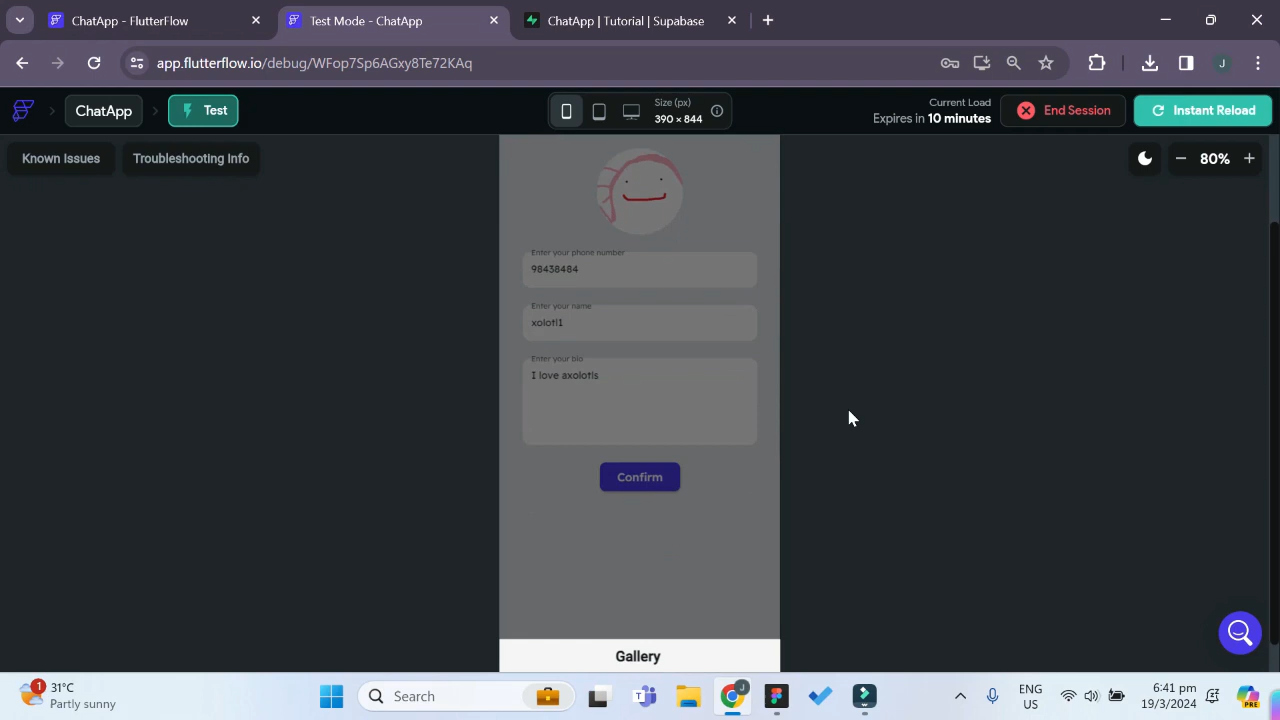 ChatApp - FlutterFlow
Test Mode - ChatApp
ChatApp | Tutorial | Supabase
app.flutterflow.io/debug/WFop7Sp6AGxy8Te72KAq
J
ChatApp
Test
Size (px)
390 × 844
Current Load
Expires in 10 minutes
End Session
Instant Reload
Known Issues
Troubleshooting Info
80%
Enter your phone number
98438484
Enter your name
xolotl1
Enter your bio
I love axolotls
Confirm
Gallery
1
31°C
Partly sunny
Search
J
ENG
US
6:41 pm
19/3/2024
PRE